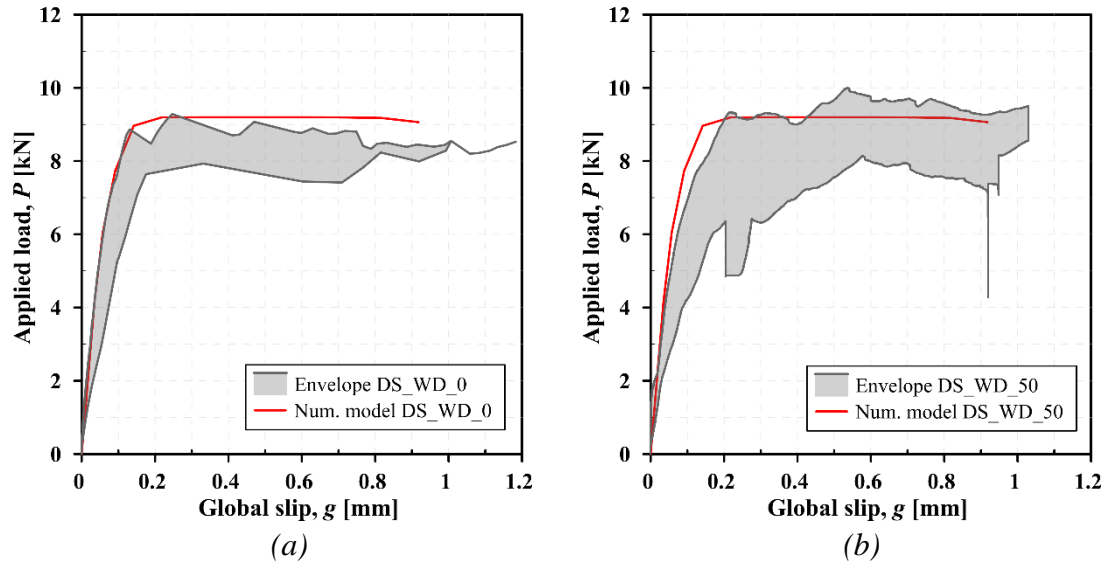 12
10
8
6
4
2
0
Applied load, P [kN]
Envelope DS_WD_0
Num. model DS_WD_0
0 0.2 0.4 0.6 0.8 1 1.2
Global slip, g [mm]
(a)
12
10
8
6
4
2
0
Applied load, P [kN]
Envelope DS_WD_50
Num. model DS_WD_50
0 0.2 0.4 0.6 0.8 1 1.2
Global slip, g [mm]
(b)